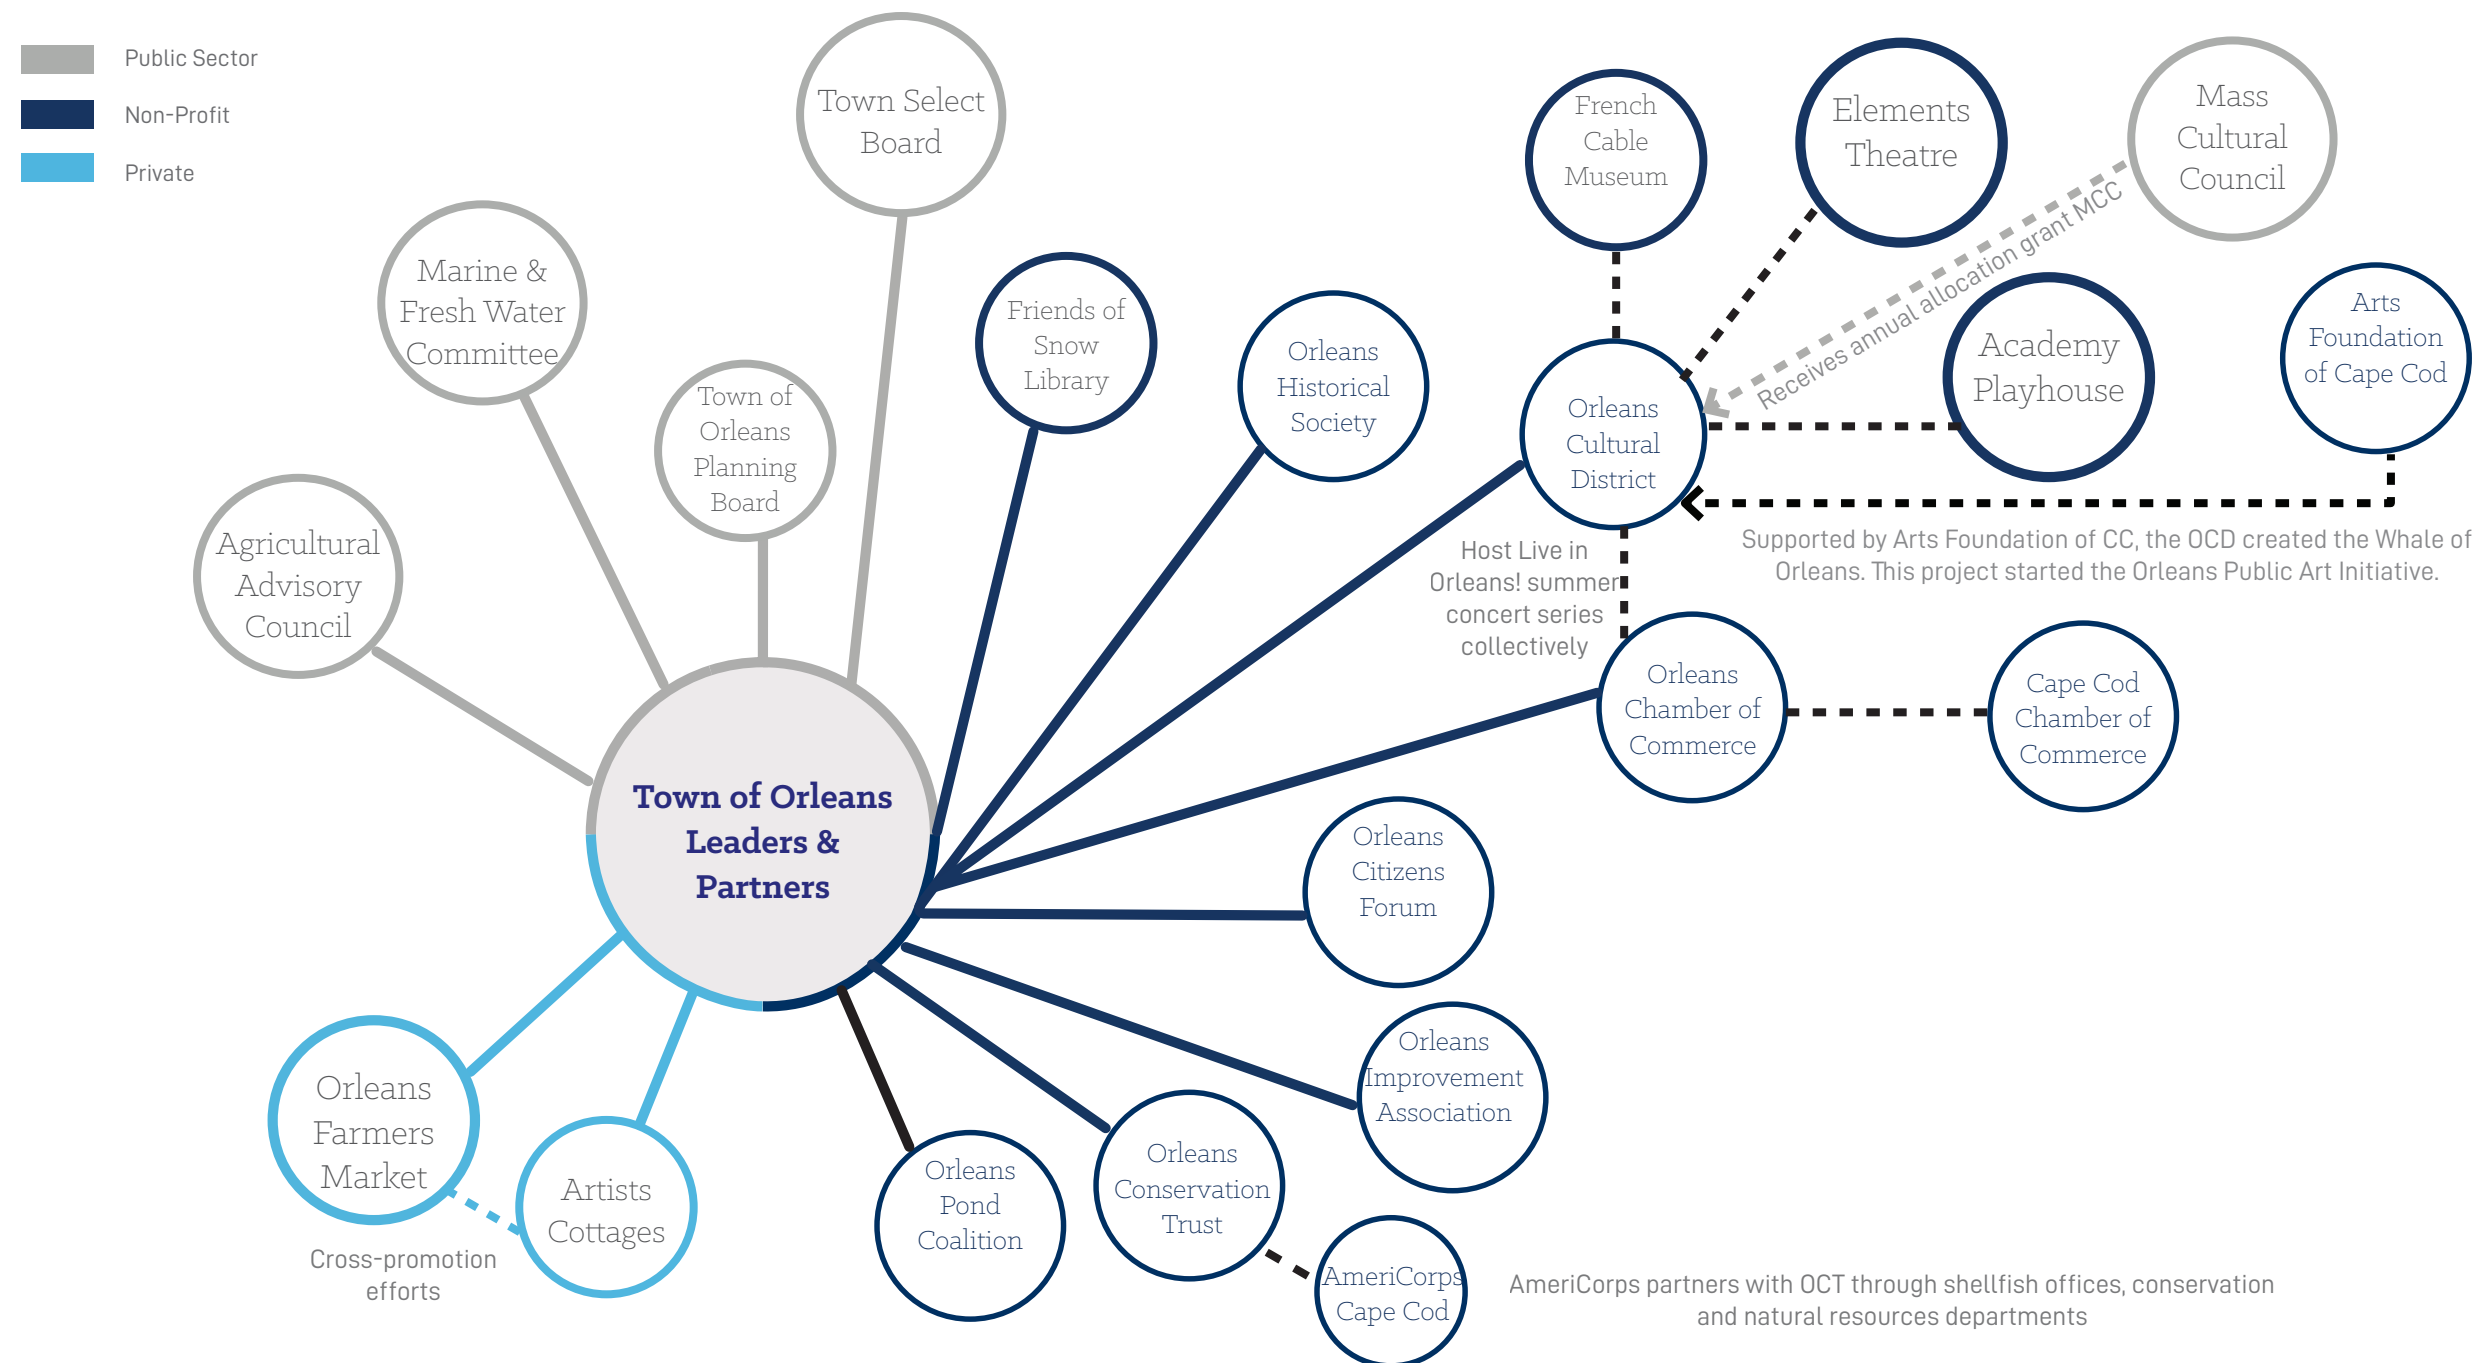 Public Sector
Non-Profit
Private
Town Select
Board
Marine &
Fresh Water
Committee
Town of
Orleans
Planning
Board
Agricultural
Advisory
Council
Friends of
Snow
Library
Orleans
Historical
Society
French
Cable
Museum
Elements
Theatre
Mass
Cultural
Council
Receives annual allocation grant MCC
Academy
Playhouse
Arts
Foundation
of Cape Cod
Orleans
Cultural
District
Supported by Arts Foundation of CC, the OCD created the Whale of
Orleans. This project started the Orleans Public Art Initiative.
Host Live in
Orleans! summer
concert series
collectively
Orleans
Chamber of
Commerce
Cape Cod
Chamber of
Commerce
Town of Orleans
Leaders &
Partners
Orleans
Citizens
Forum
Orleans
Improvement
Association
Orleans
Conservation
Trust
Orleans
Pond
Coalition
AmeriCorps
Cape Cod
AmeriCorps partners with OCT through shellfish offices, conservation
and natural resources departments
Orleans
Farmers
Market
Artists
Cottages
Cross-promotion
efforts